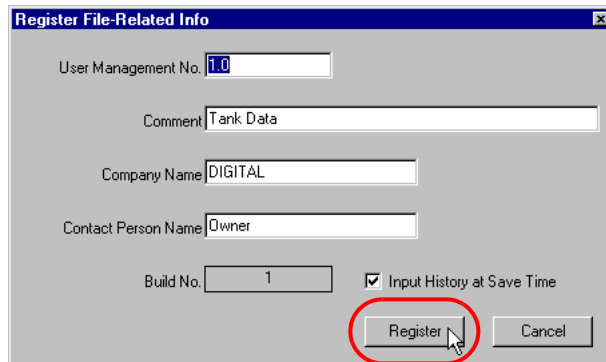 Register File-Related Info
User Management No. 1.0
Comment Tank Data
Company Name DIGITAL
Contact Person Name Owner
Build No. 1 Input History at Save Time
Register Cancel